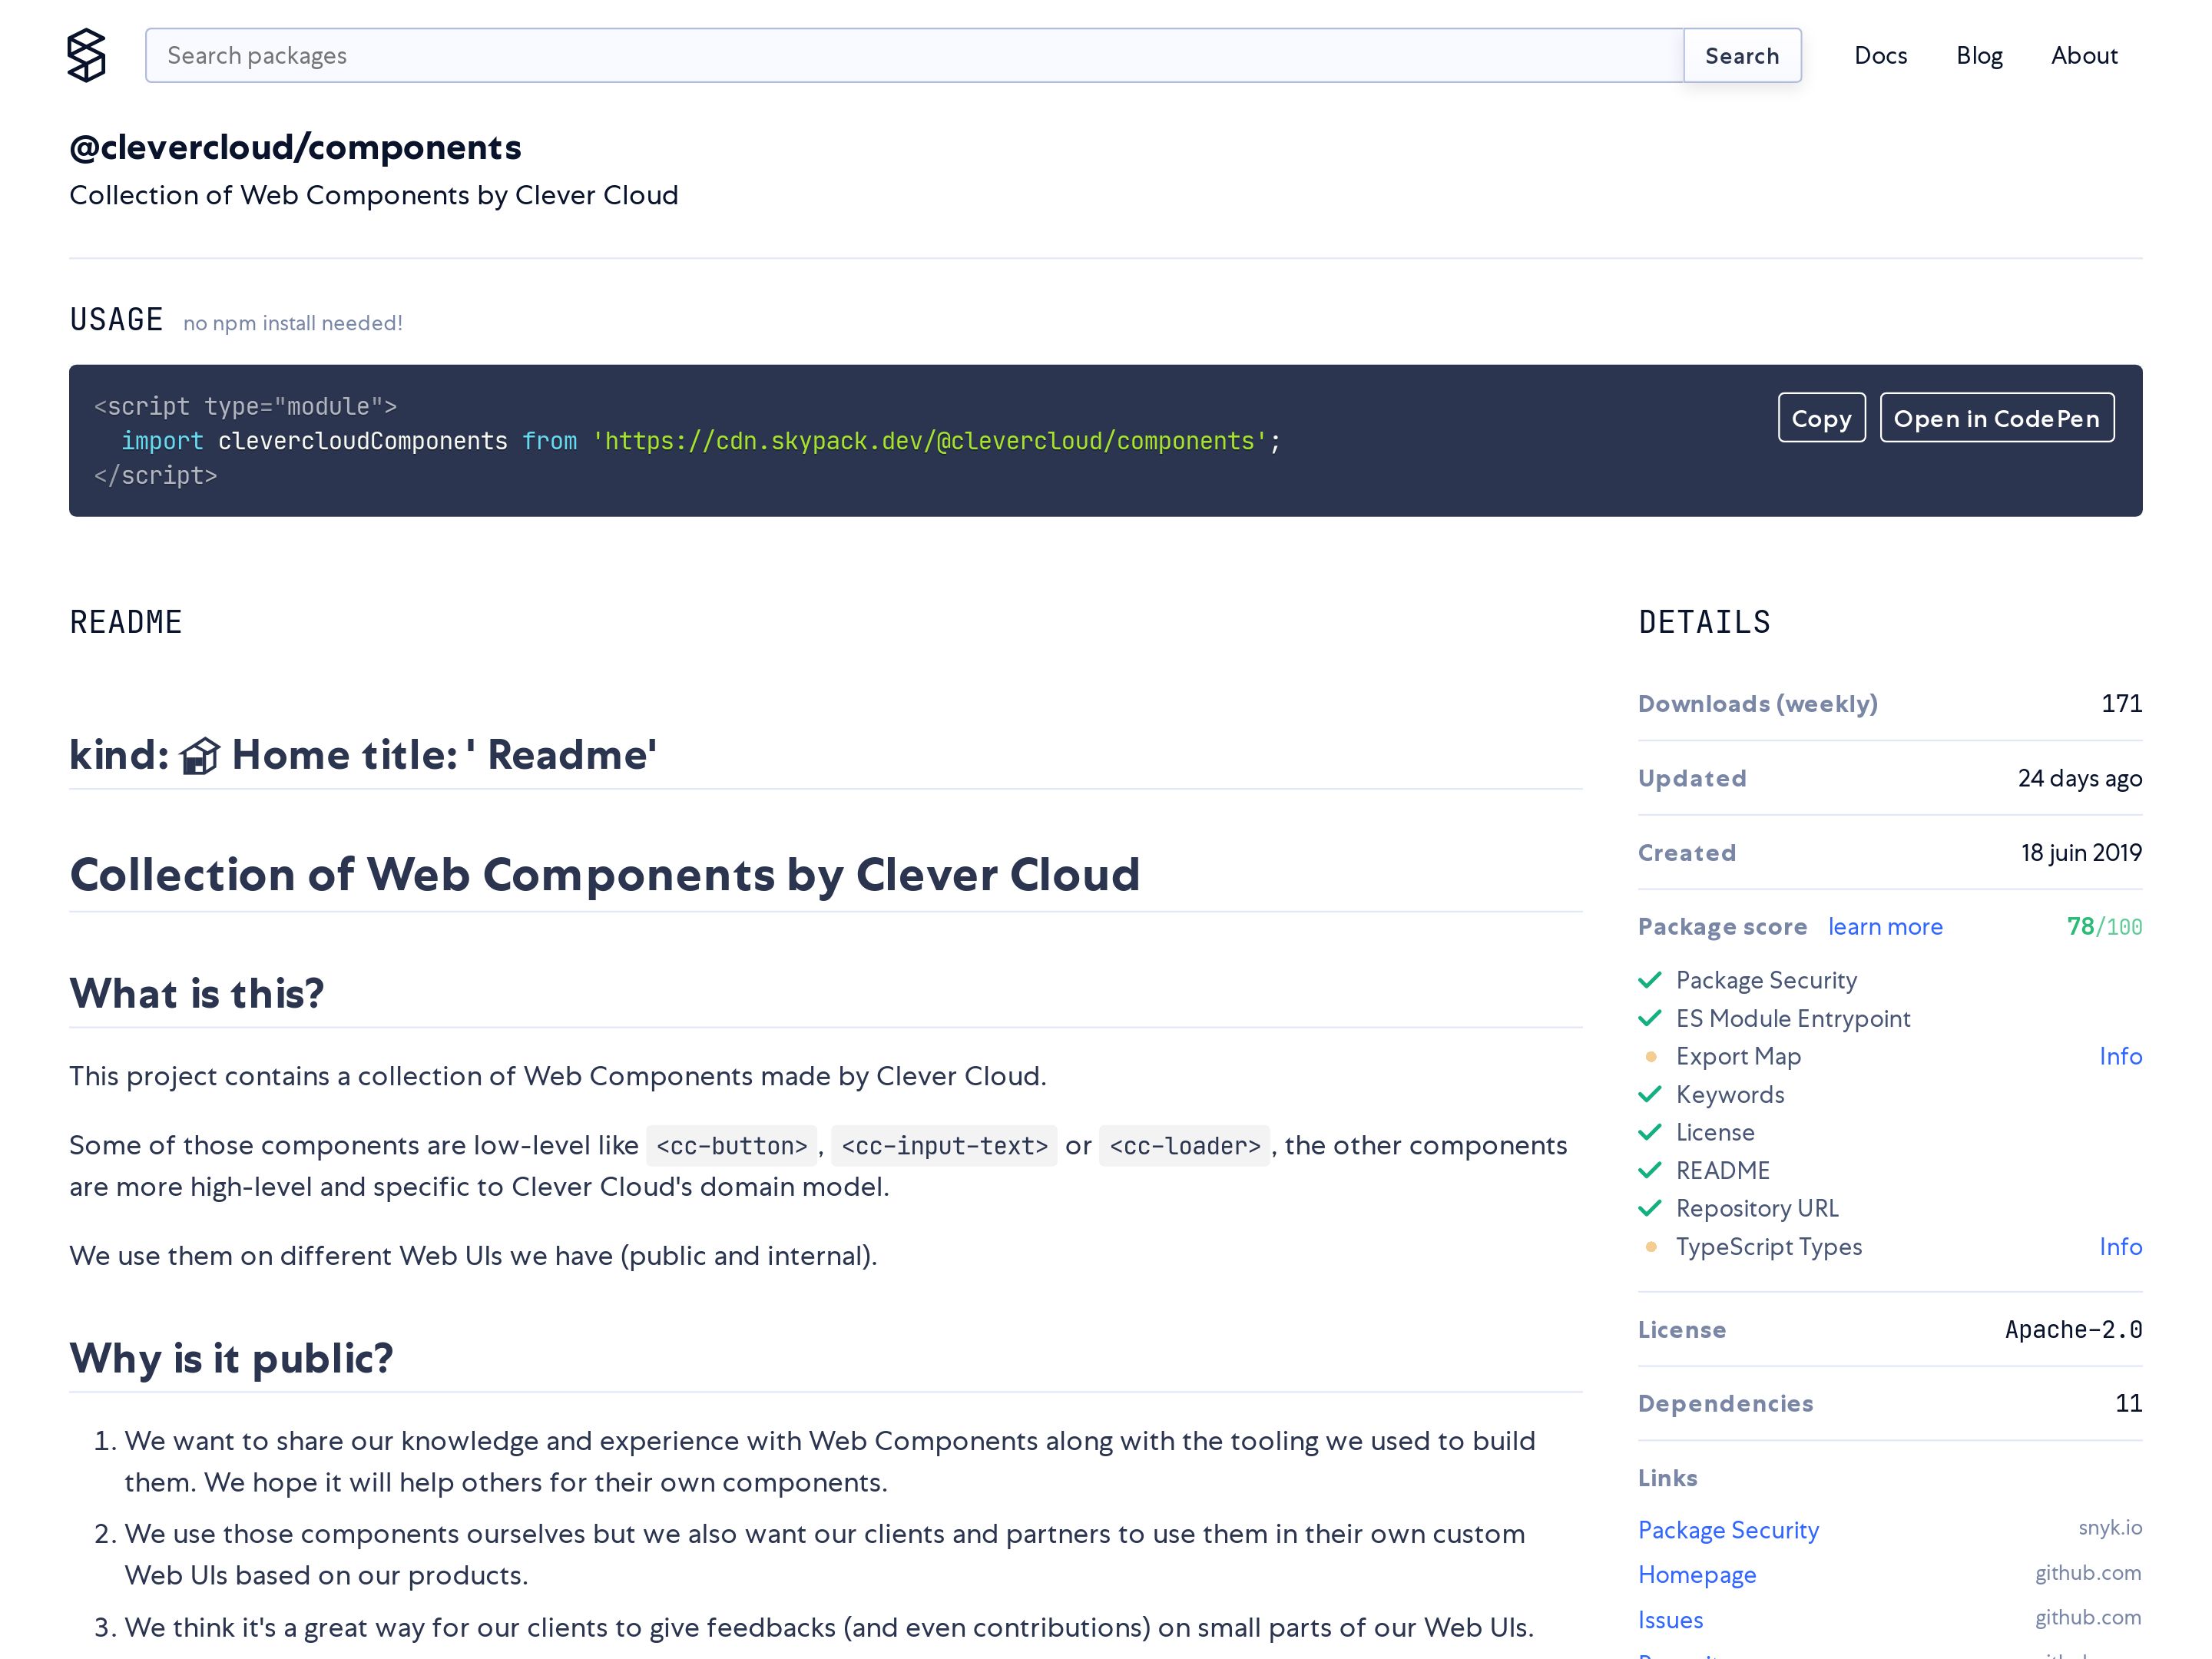 Search packages
Search
Docs
Blog
About
@clevercloud/components
Collection of Web Components by Clever Cloud
USAGE no npm install needed!
<script type="module">
import clevercloudComponents from 'https://cdn.skypack.dev/@clevercloud/components';
</script>
Copy
Open in CodePen
README
kind: 🏠 Home title: ' Readme'
Collection of Web Components by Clever Cloud
What is this?
This project contains a collection of Web Components made by Clever Cloud.
Some of those components are low-level like <cc-button>, <cc-input-text> or <cc-loader>, the other components
are more high-level and specific to Clever Cloud's domain model.
We use them on different Web UIs we have (public and internal).
Why is it public?
1. We want to share our knowledge and experience with Web Components along with the tooling we used to build
them. We hope it will help others for their own components.
2. We use those components ourselves but we also want our clients and partners to use them in their own custom
Web UIs based on our products.
3. We think it's a great way for our clients to give feedbacks (and even contributions) on small parts of our Web UIs.
DETAILS
Downloads (weekly) 171
Updated 24 days ago
Created 18 juin 2019
Package score learn more 78/100
Package Security
ES Module Entrypoint
Export Map Info
Keywords
License
README
Repository URL
TypeScript Types Info
License Apache-2.0
Dependencies 11
Links
Package Security snyk.io
Homepage github.com
Issues github.com